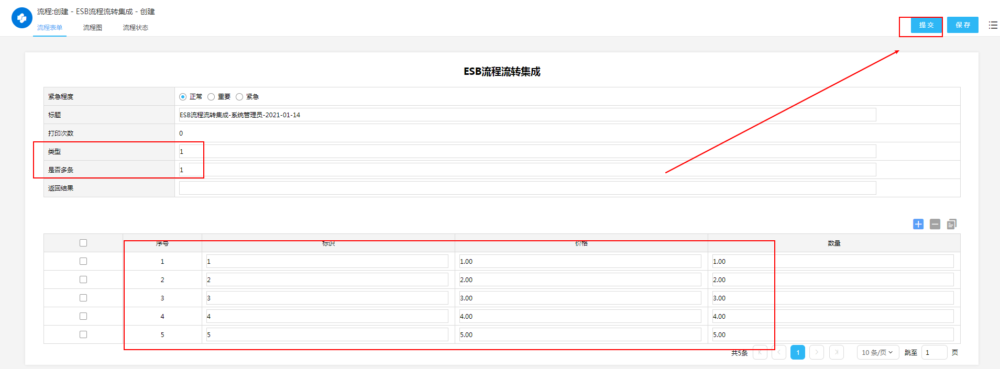 流程:创建 - ESB流程流转集成 - 创建
流程表单 流程图 流程状态
提交 保存
ESB流程流转集成
紧急程度 正常 重要 紧急
标题 ESB流程流转集成-系统管理员-2021-01-14
打印次数 0
类型 1
是否多条 1
返回结果
序号 标识 价格 数量
1 1 1.00 1.00
2 2 2.00 2.00
3 3 3.00 3.00
4 4 4.00 4.00
5 5 5.00 5.00
共5条 1 10 条/页 跳至 1 页